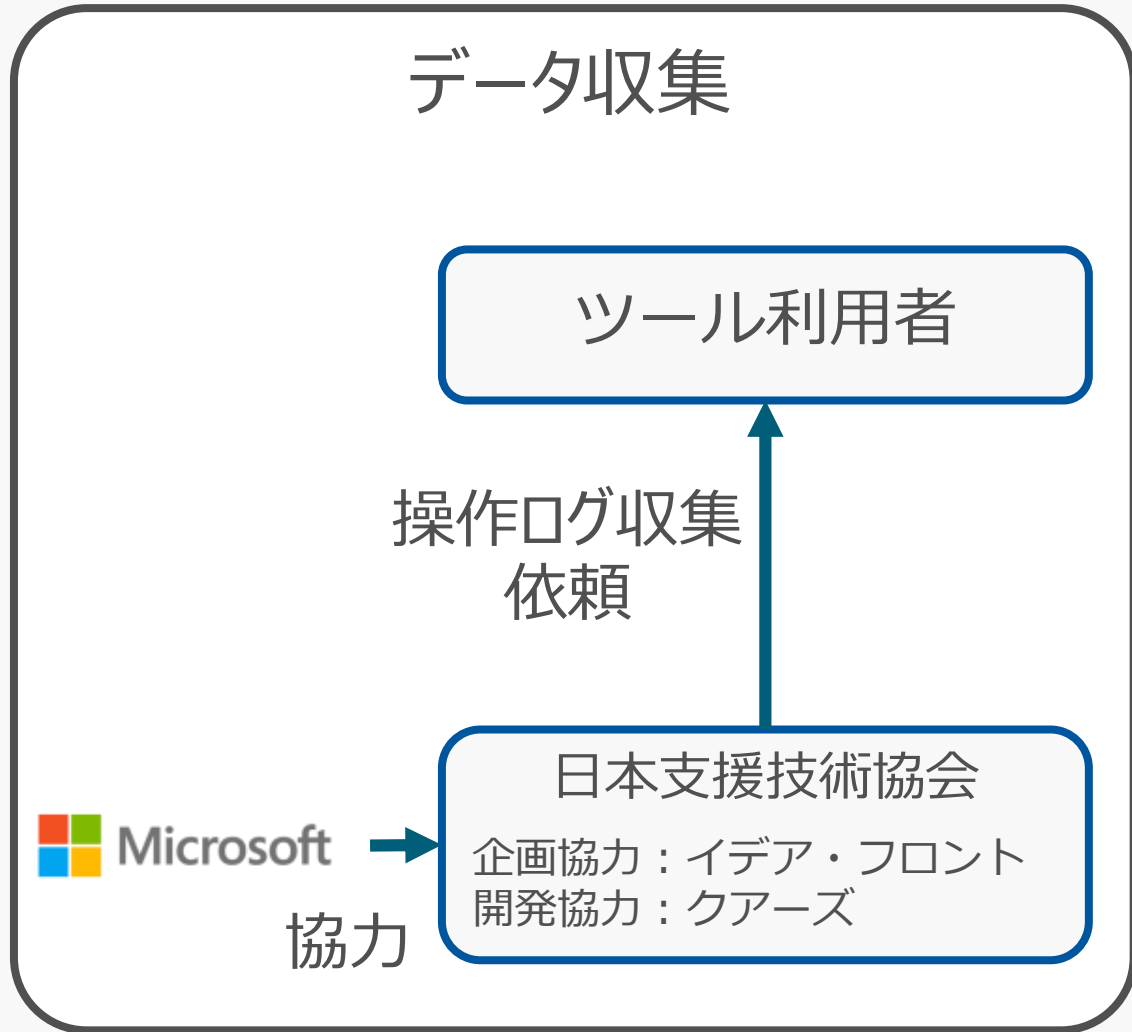 データ収集
ツール利用者
操作ログ収集
依頼
日本支援技術協会
企画協力：イデア・フロント
開発協力：クアーズ
Microsoft
協力